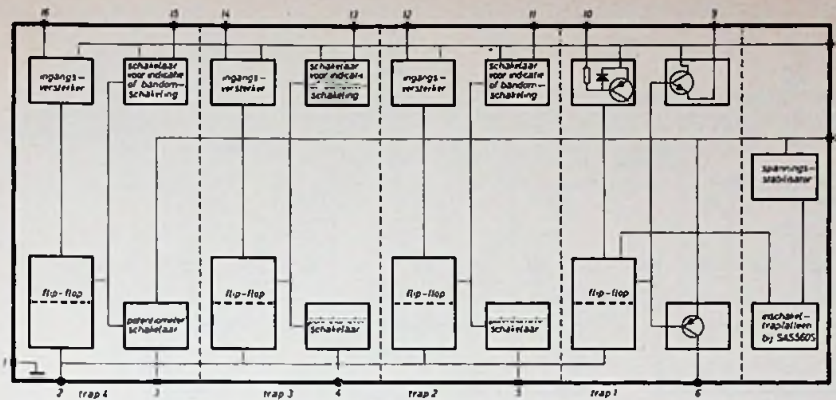 16 15 14 13 12 11 10 9
ingangs-
versterker
schakelaar
voor indicatie
of bandom-
schakeling
ingangs-
versterker
schakelaar
voor indicatie
schakeling
ingangs-
versterker
schakelaar
voor indicatie
of bandom-
schakeling
spannings-
stabilisator
flip-flop
potentiometer
schakelaar
flip-flop
schakelaar
flip-flop
schakelaar
flip-flop
inschakel-
trap(alleen
bij SAS560S
1
2 trap 4 3 trap 3 4 trap 2 5 trap 1 6